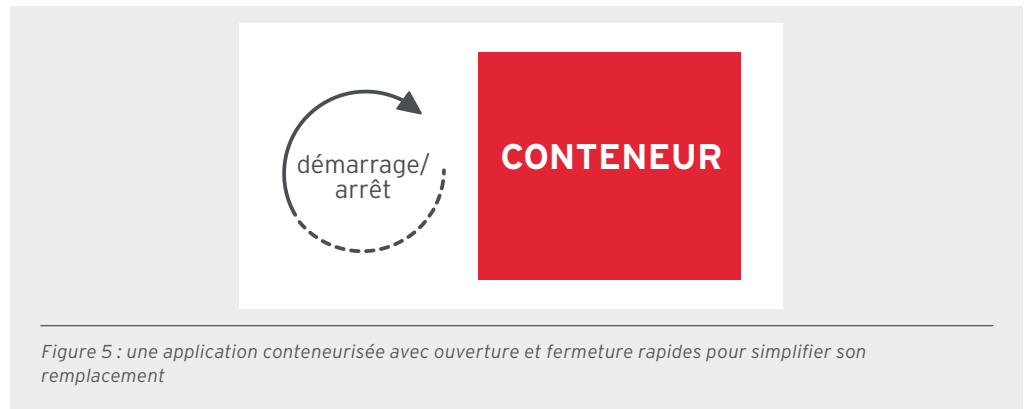 démarrage/
arrêt
CONTENEUR
Figure 5 : une application conteneurisée avec ouverture et fermeture rapides pour simplifier son
remplacement